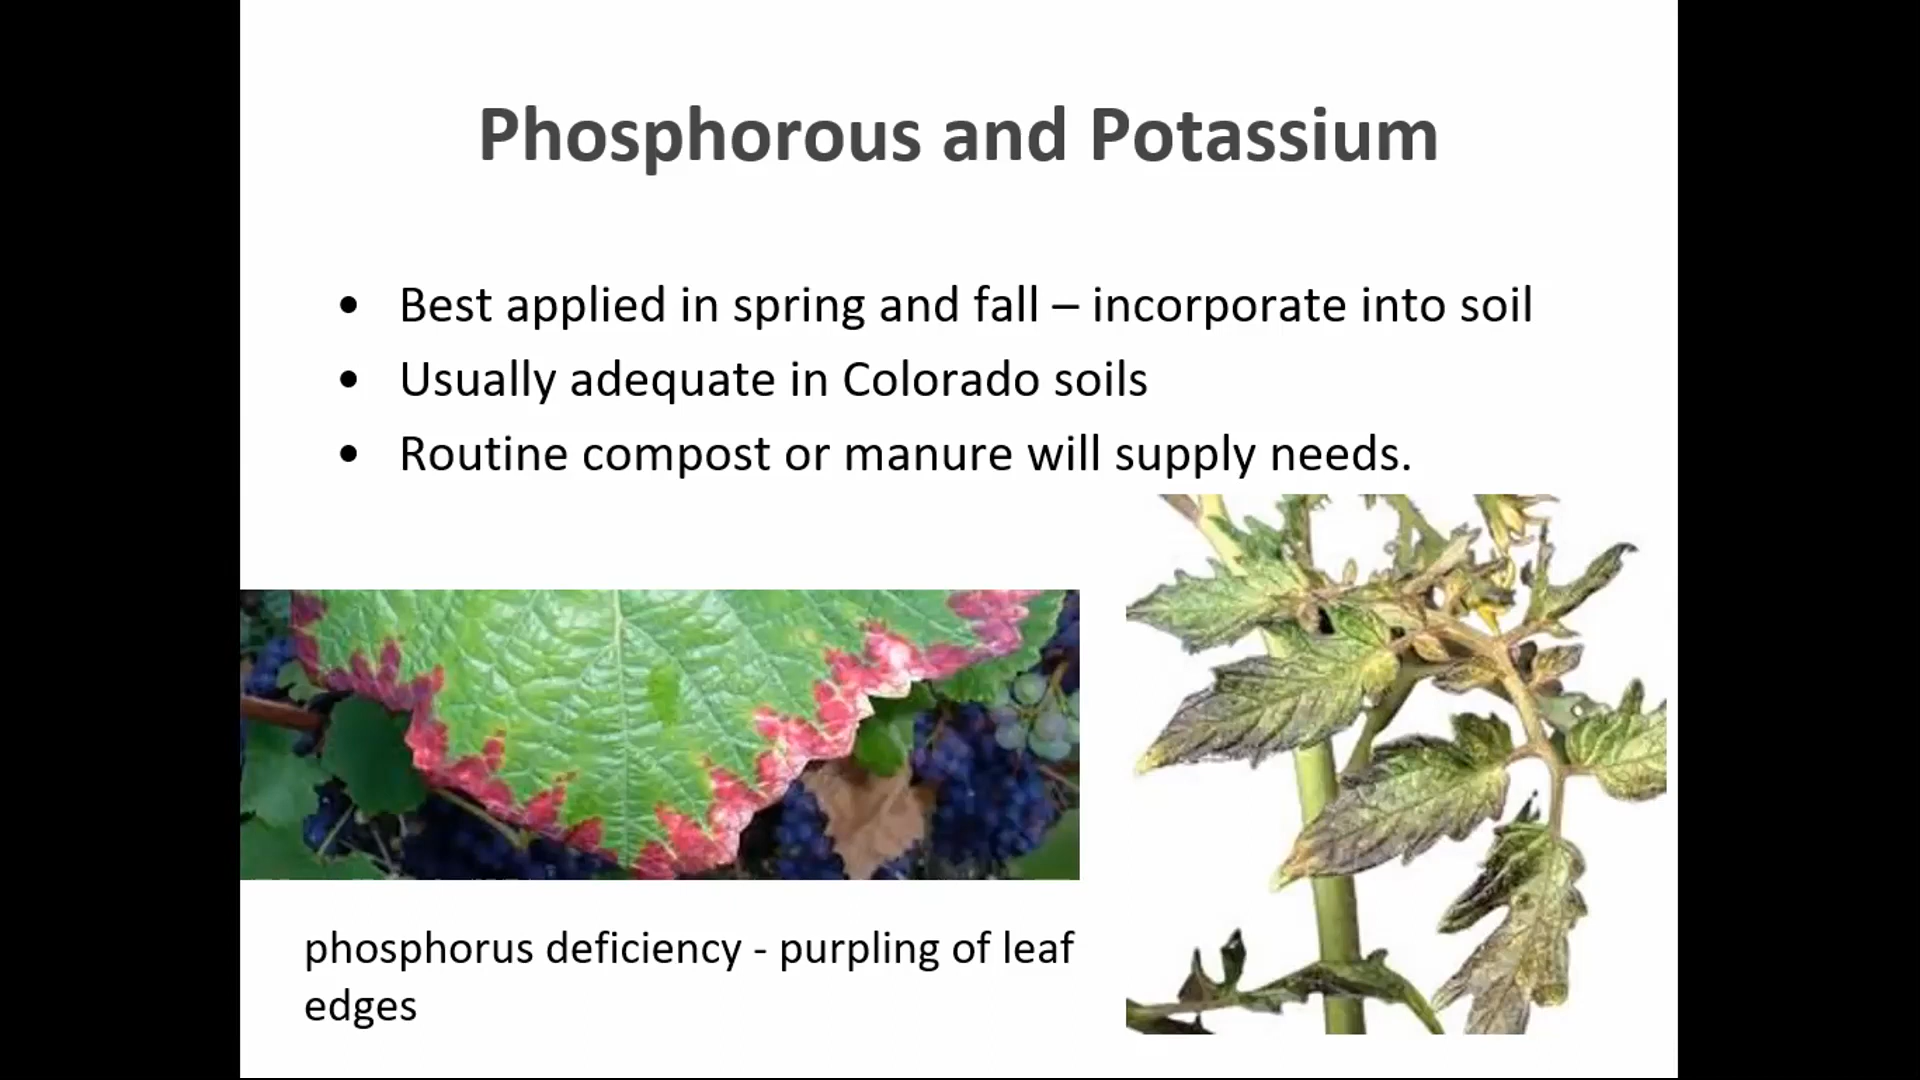 Phosphorous and Potassium
• Best applied in spring and fall – incorporate into soil
• Usually adequate in Colorado soils
• Routine compost or manure will supply needs.
phosphorus deficiency - purpling of leaf
edges